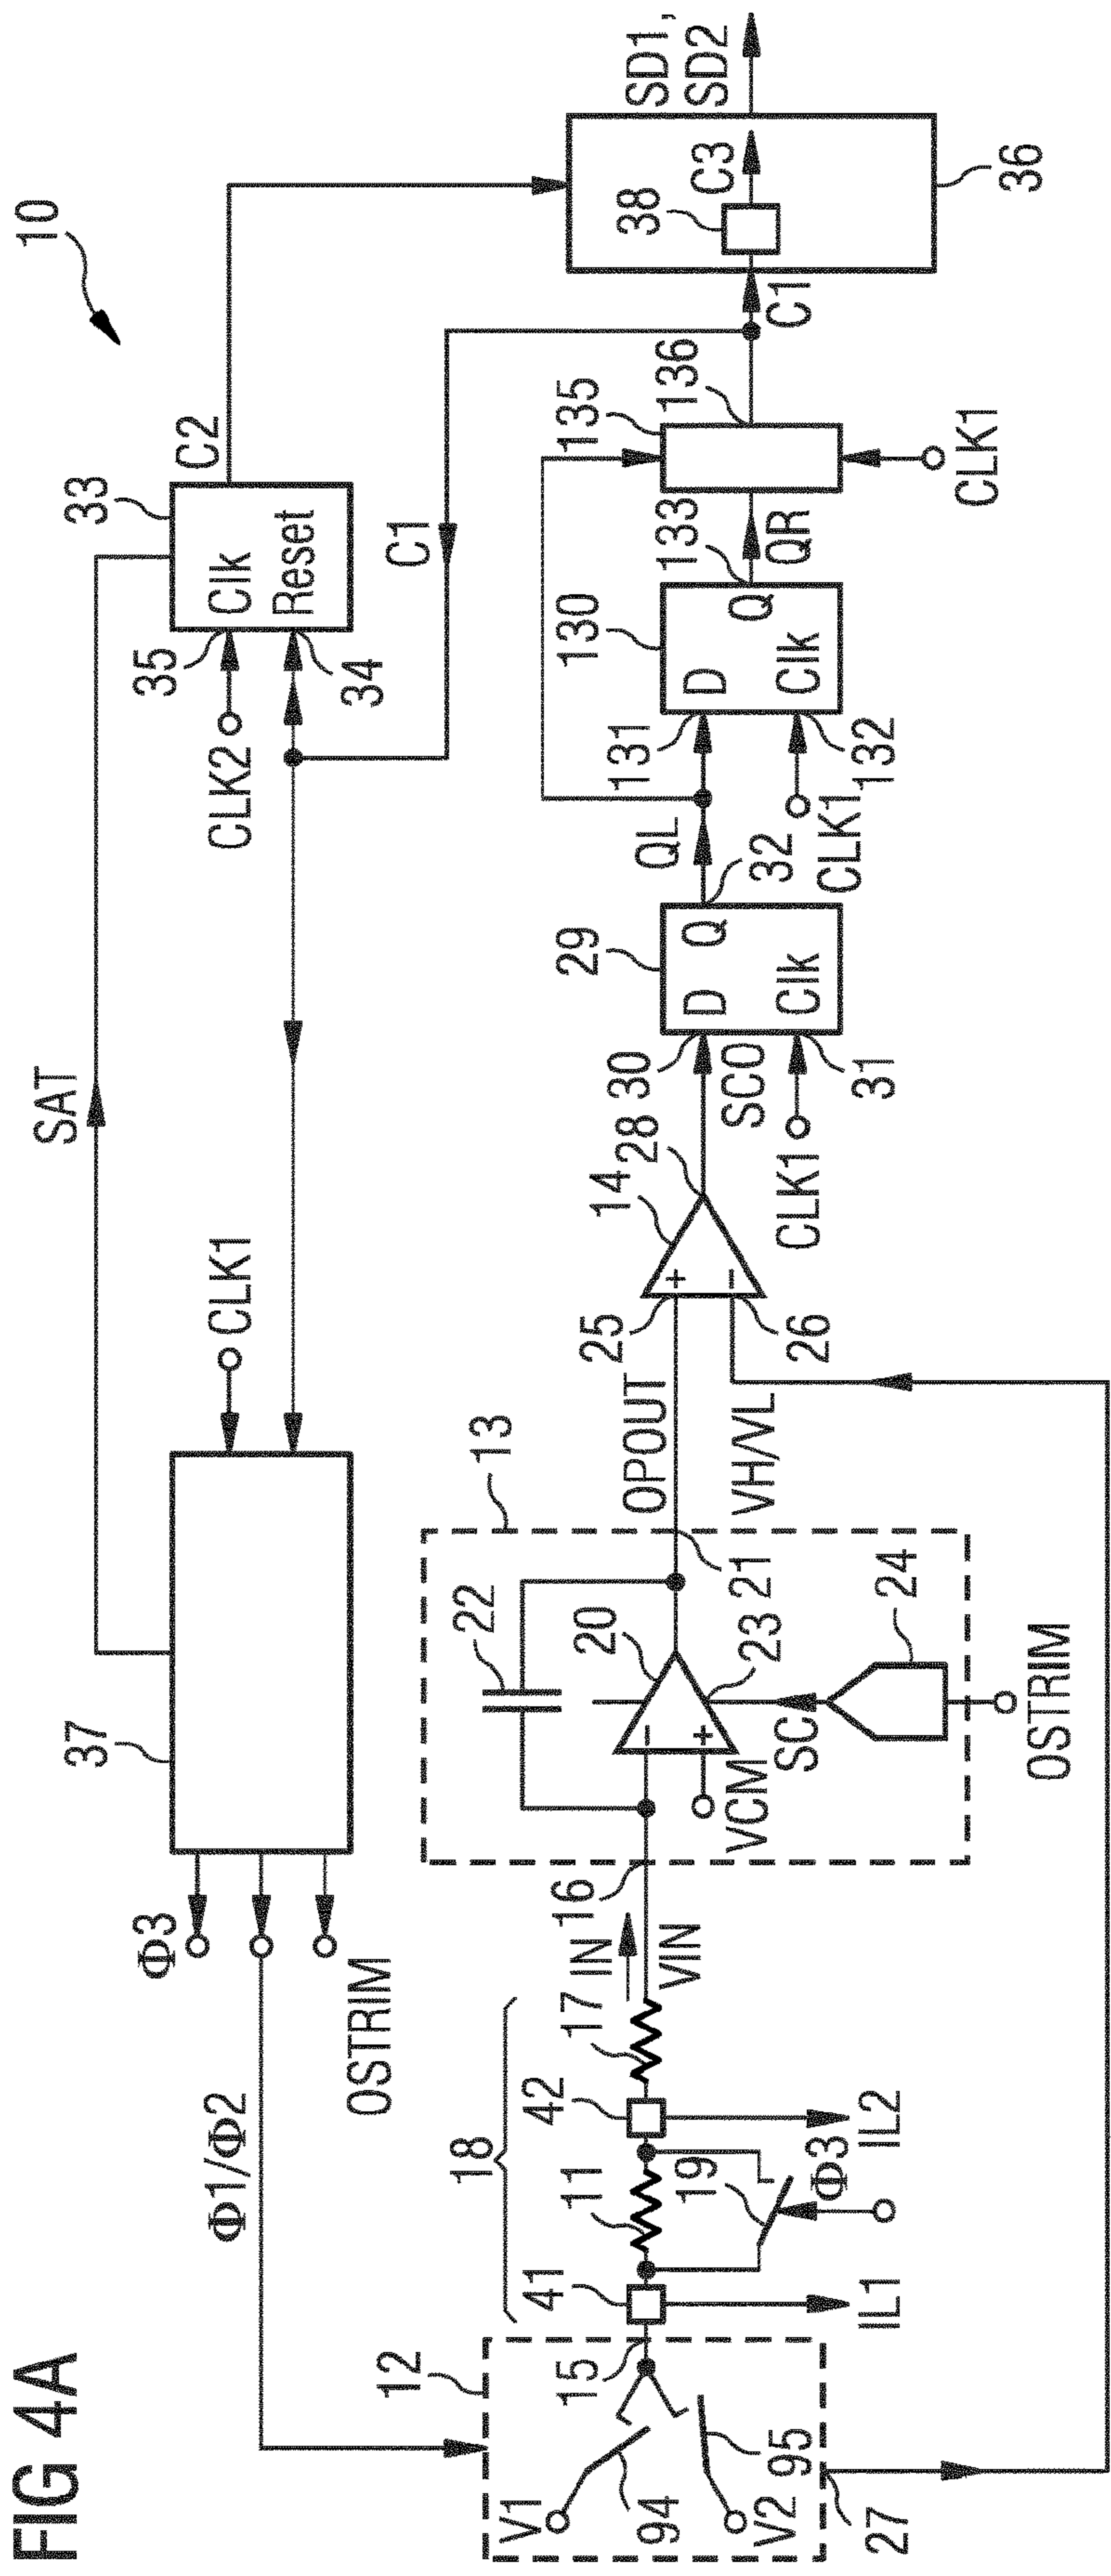 FIG 4A
10
SAT
37
33
C2
CLK1
CLK2
35
Clk
Reset
34
Φ3
OSTRIM
Φ1/Φ2
C1
SD1,
SD2
38
C3
36
C1
12
V1
94
V2
95
15
27
18
41
11
42
17
19
Φ3
IL1
IL2
IN
VIN
16
13
22
20
21
23
VCM
SC
24
OSTRIM
OPOUT
VH/VL
25
26
14
28
+
−
−
+
29
30
SCO
D
Q
Clk
31
CLK1
QL
32
130
131
D
Q
Clk
132
CLK1
133
QR
135
136
CLK1